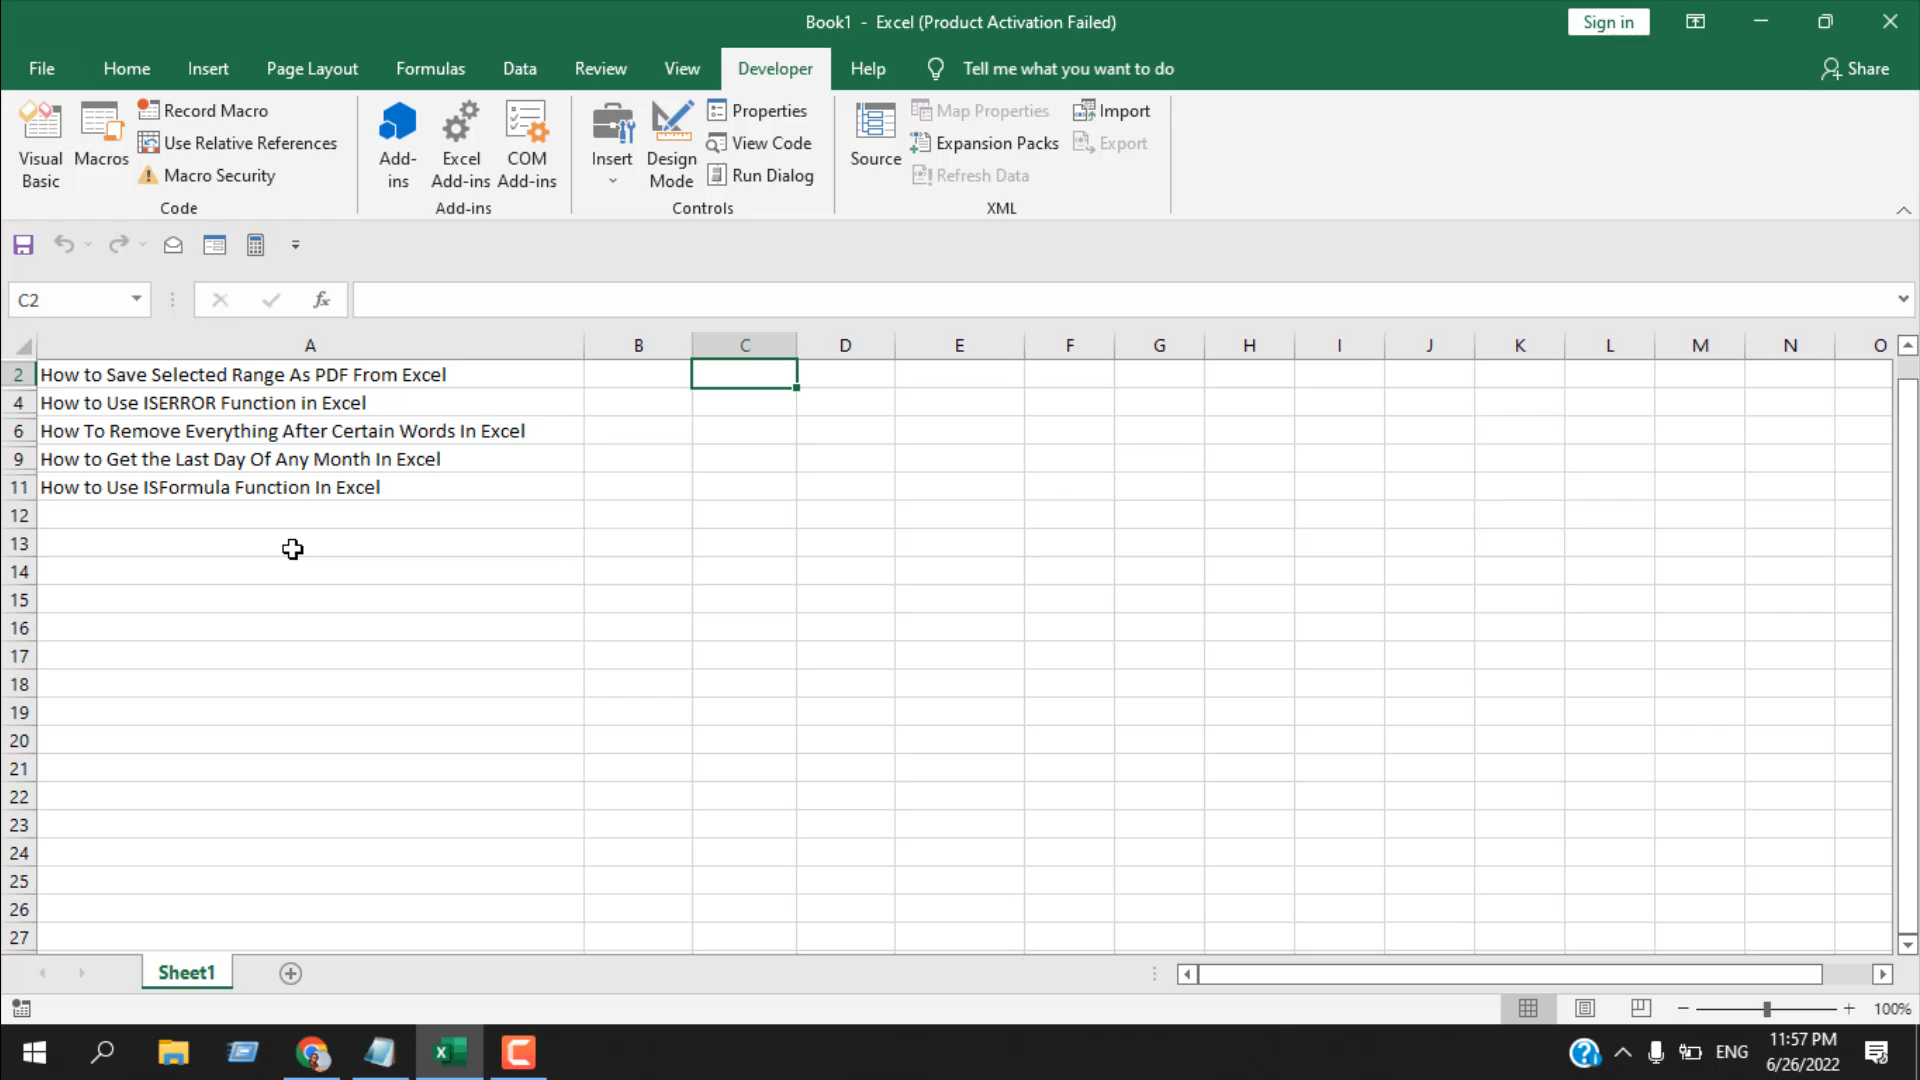 Book1 - Excel (Product Activation Failed)
Sign in
File Home Insert Page Layout Formulas Data Review View Developer Help Tell me what you want to do Share
Visual Basic
Macros
Record Macro
Use Relative References
Macro Security
Code
Add-ins
Excel Add-ins
COM Add-ins
Add-ins
Insert
Design Mode
Properties
View Code
Run Dialog
Controls
Source
Map Properties
Expansion Packs
Refresh Data
Import
Export
XML
C2
fx
A B C D E F G H I J K L M N O
2 How to Save Selected Range As PDF From Excel
4 How to Use ISERROR Function in Excel
6 How To Remove Everything After Certain Words In Excel
9 How to Get the Last Day Of Any Month In Excel
11 How to Use ISFormula Function In Excel
12
13
14
15
16
17
18
19
20
21
22
23
24
25
26
27
Sheet1
100%
ENG
11:57 PM
6/26/2022